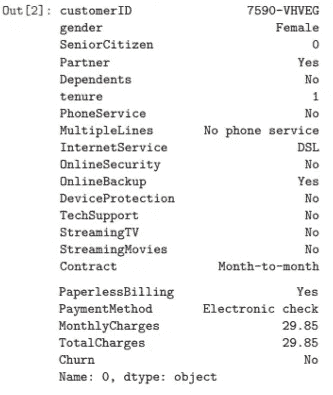 Out[2]: customerID 7590-VHVEG
gender Female
SeniorCitizen 0
Partner Yes
Dependents No
tenure 1
PhoneService No
MultipleLines No phone service
InternetService DSL
OnlineSecurity No
OnlineBackup Yes
DeviceProtection No
TechSupport No
StreamingTV No
StreamingMovies No
Contract Month-to-month
PaperlessBilling Yes
PaymentMethod Electronic check
MonthlyCharges 29.85
TotalCharges 29.85
Churn No
Name: 0, dtype: object